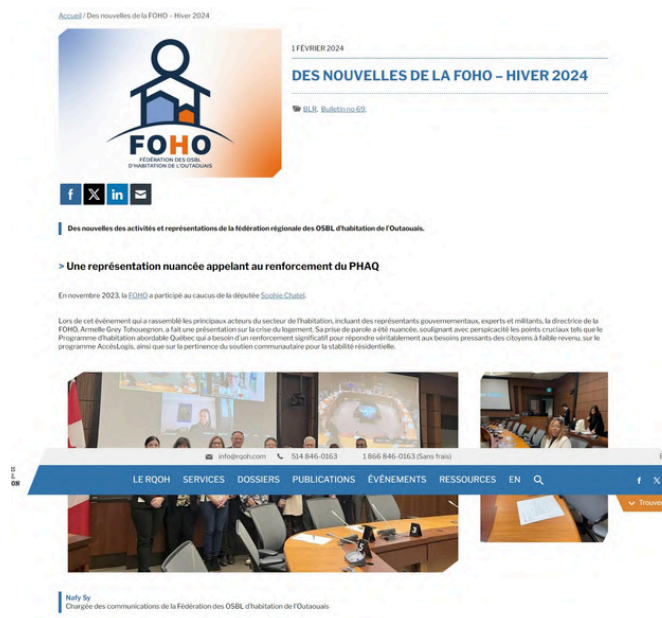 Accueil / Des nouvelles de la FOHO – Hiver 2024
1 FÉVRIER 2024
DES NOUVELLES DE LA FOHO – HIVER 2024
BLR, Bulletin no 69,
FOHO
FÉDÉRATION DES OSBL
D'HABITATION DE L'OUTAOUAIS
Des nouvelles des activités et représentations de la fédération régionale des OSBL d'habitation de l'Outaouais.
> Une représentation nuancée appelant au renforcement du PHAQ
En novembre 2023, la FOHO a participé au caucus de la députée Sophie Chatel.
Lors de cet événement qui a rassemblé les principaux acteurs du secteur de l'habitation, incluant des représentants gouvernementaux, experts et militants, la directrice de la
FOHO, Armelle Grey Tohouegnon, a fait une présentation sur la crise du logement. Sa prise de parole a été nuancée, soulignant avec perspicacité les points cruciaux tels que le
Programme d'habitation abordable Québec qui a besoin d'un renforcement significatif pour répondre véritablement aux besoins pressants des citoyens à faible revenu, sur le
programme AccèsLogis, ainsi que sur la pertinence du soutien communautaire pour la stabilité résidentielle.
info@rqoh.com 514 846-0163 1 866 846-0163 (Sans frais)
ON
LE RQOH SERVICES DOSSIERS PUBLICATIONS ÉVÉNEMENTS RESSOURCES EN
Trouver
Nafy Sy
Chargée des communications de la Fédération des OSBL d'habitation de l'Outaouais